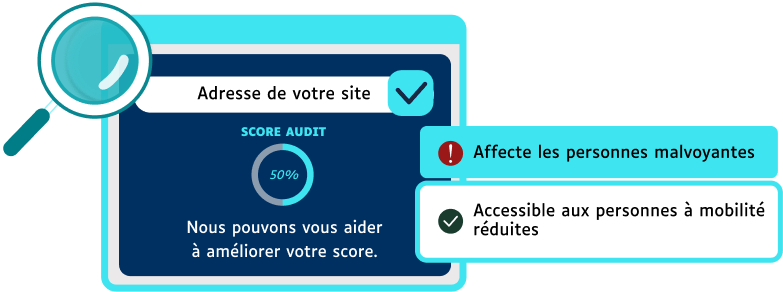 Adresse de votre site
SCORE AUDIT
50%
Nous pouvons vous aider
à améliorer votre score.
Affecte les personnes malvoyantes
Accessible aux personnes à mobilité
réduites